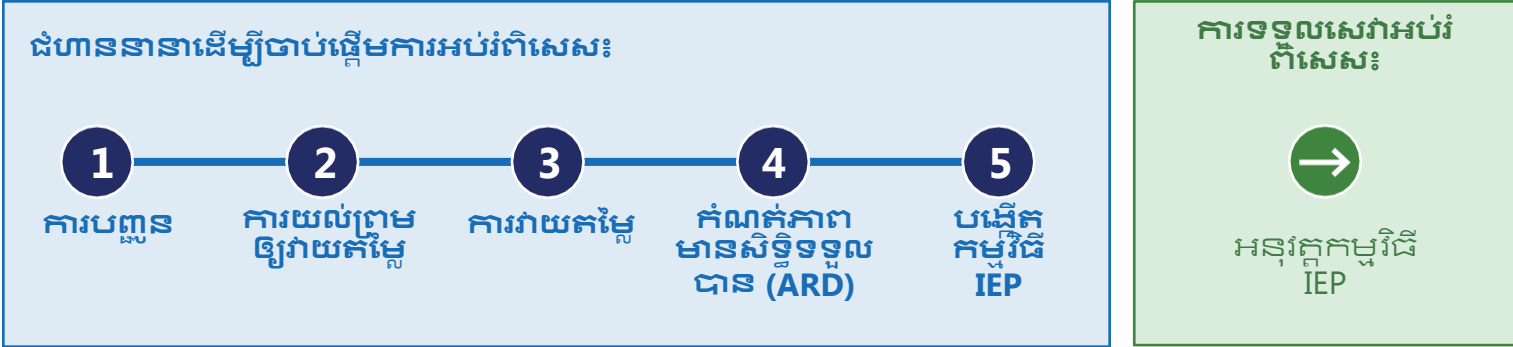 ជំហាននានាដើម្បីចាប់ផ្តើមការអប់រំពិសេស៖
1
2
3
4
5
ការបញ្ជូន
ការយល់ព្រម
ឲ្យវាយតម្លៃ
ការវាយតម្លៃ
កំណត់ភាព
មានសិទ្ធិទទួល
បាន (ARD)
បង្កើត
កម្មវិធី
IEP
ការទទួលសេវាអប់រំ
ពិសេស៖
→
អនុវត្តកម្មវិធី
IEP